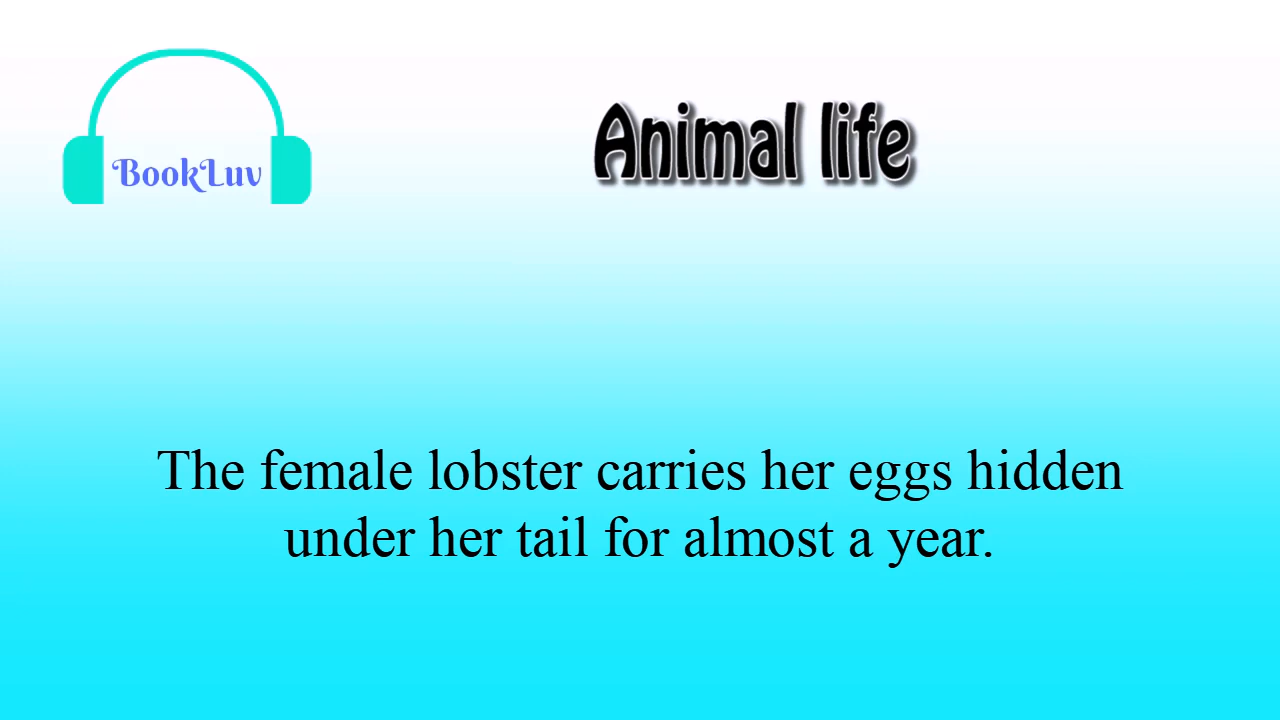 BookLuv
Animal life
The female lobster carries her eggs hidden
under her tail for almost a year.